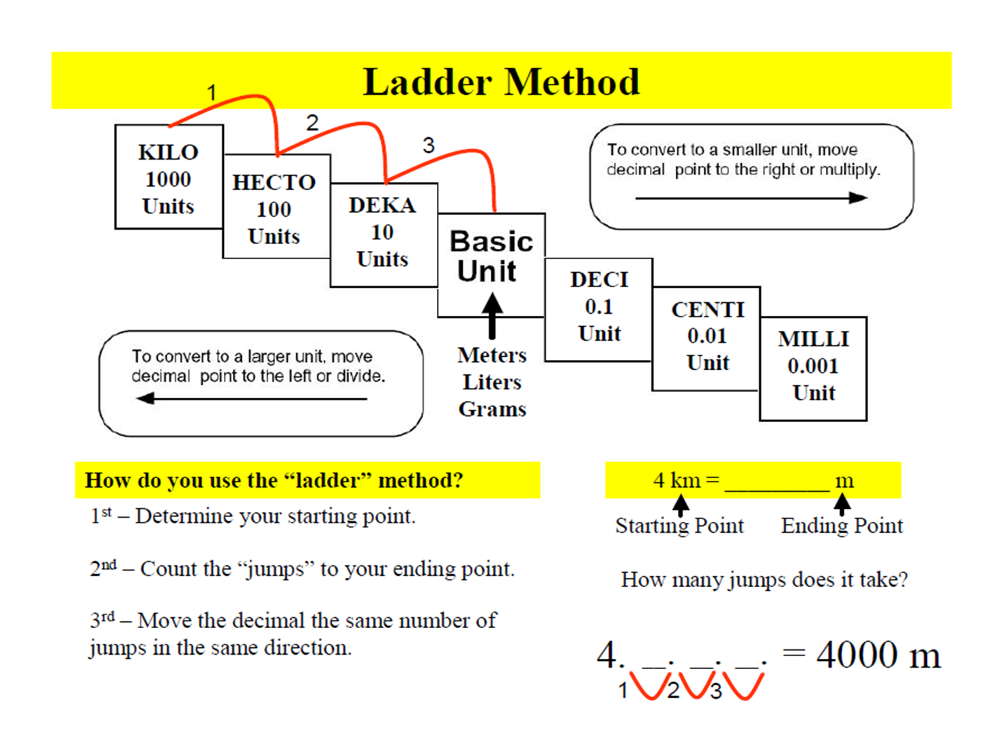 Ladder Method
1
2
3
KILO
1000
Units
HECTO
100
Units
DEKA
10
Units
Basic
Unit
Meters
Liters
Grams
DECI
0.1
Unit
CENTI
0.01
Unit
MILLI
0.001
Unit
To convert to a smaller unit, move
decimal point to the right or multiply.
To convert to a larger unit, move
decimal point to the left or divide.
How do you use the “ladder” method?
1st – Determine your starting point.
2nd – Count the “jumps” to your ending point.
3rd – Move the decimal the same number of
jumps in the same direction.
4 km = _________ m
Starting Point
Ending Point
How many jumps does it take?
4. __. __. __. = 4000 m
1 2 3